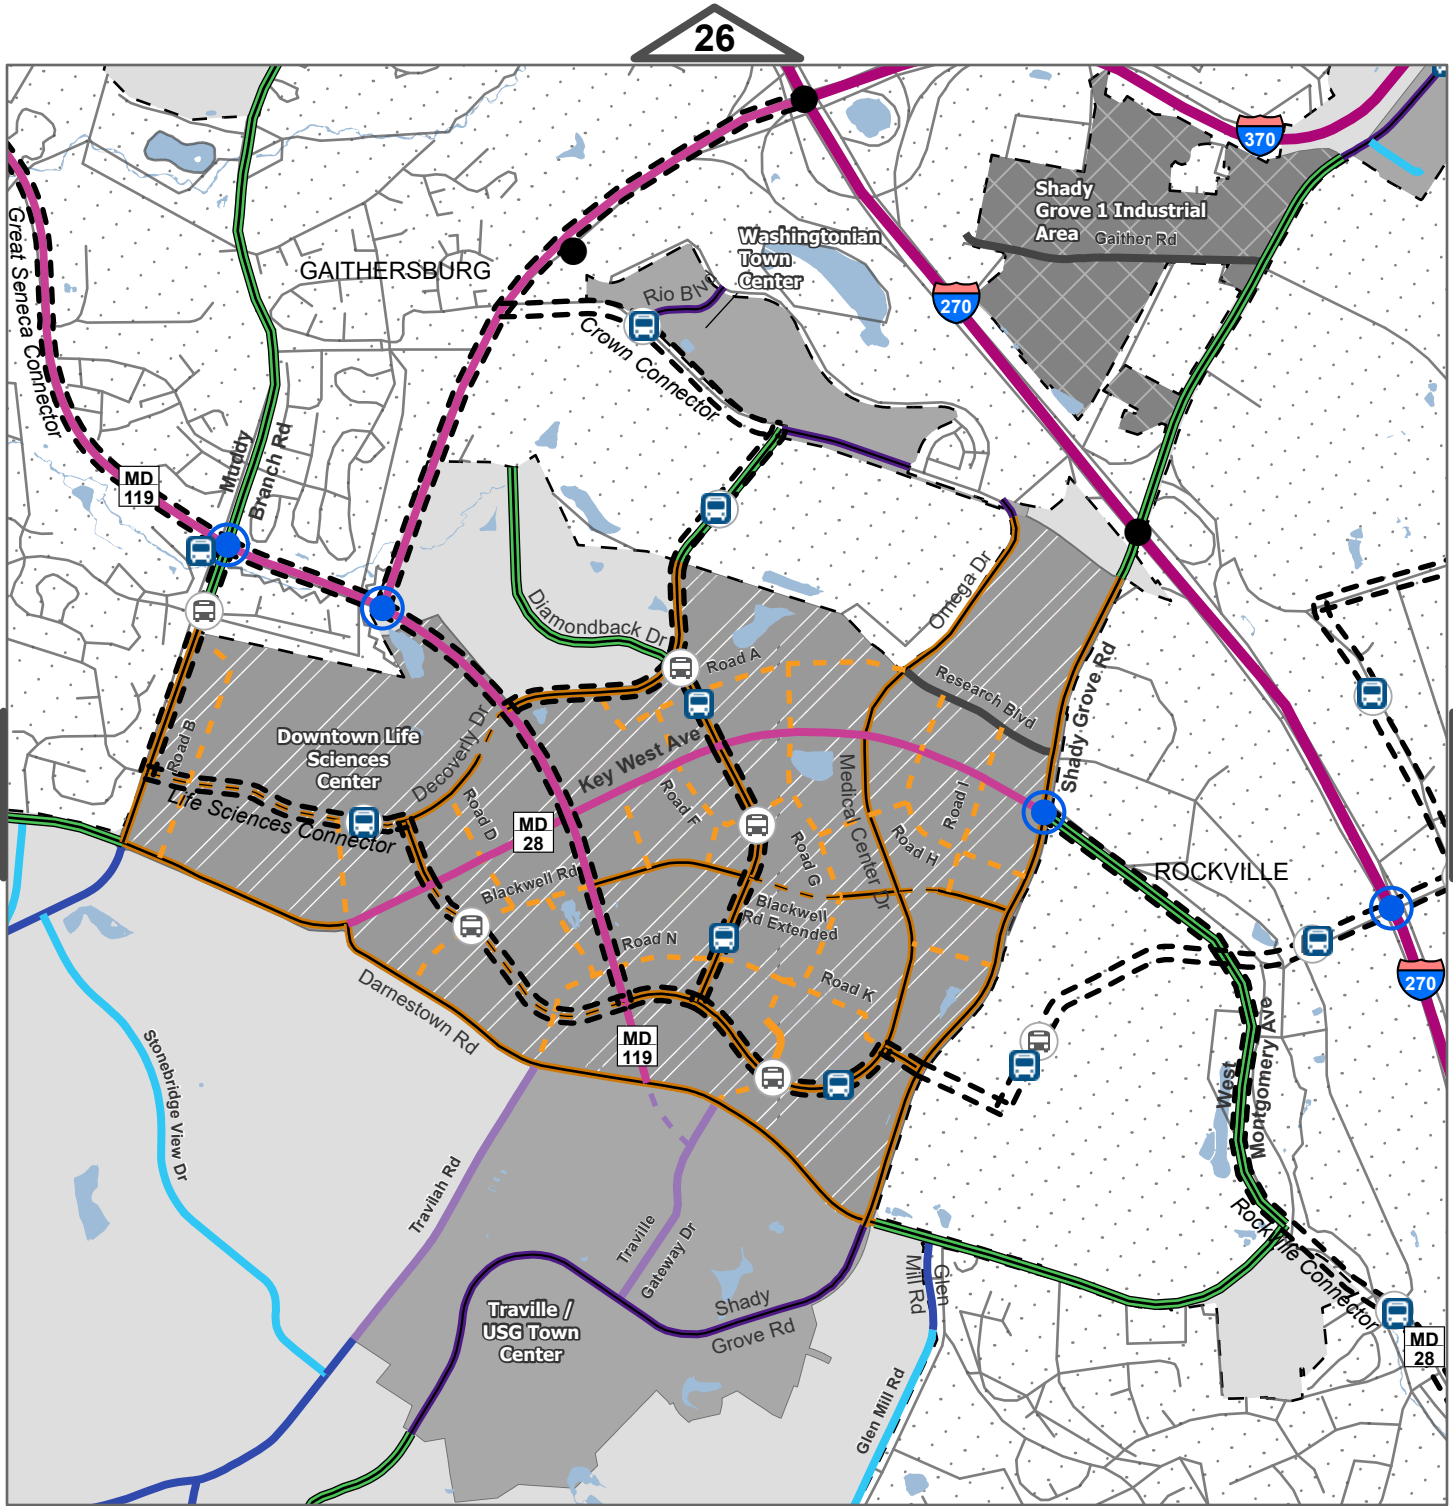 26
370
Shady
Grove 1 Industrial
Area
Gaither Rd
Washingtonian
Town
Center
GAITHERSBURG
Great Seneca Connector
Rio Blvd
270
Crown Connector
Muddy
Branch Rd
MD
119
Omega Dr
Diamondback Dr
Road A
Research Blvd
Shady Grove Rd
Road B
Downtown Life
Sciences
Center
Decoverly Dr
Key West Ave
Medical Center Dr
Life Sciences Connector
Road D
Road F
Road I
MD
28
Road H
Road G
ROCKVILLE
Blackwell Rd
Blackwell
Rd Extended
Road N
Road K
270
Darnestown Rd
MD
119
West
Montgomery Ave
Stonebridge View Dr
Travilah Rd
Traville
Gateway Dr
Rockville Connector
Glen
Mill Rd
Traville /
USG Town
Center
Shady
Grove Rd
MD
28
Glen Mill Rd